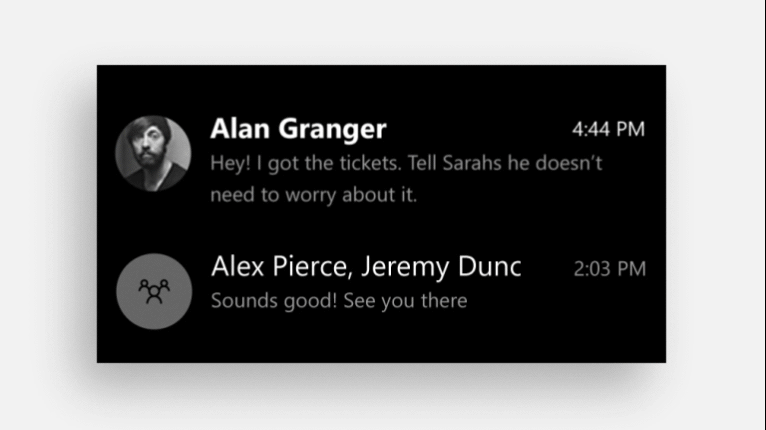 Alan Granger
4:44 PM
Hey! I got the tickets. Tell Sarahs he doesn’t
need to worry about it.
Alex Pierce, Jeremy Dunc
2:03 PM
Sounds good! See you there